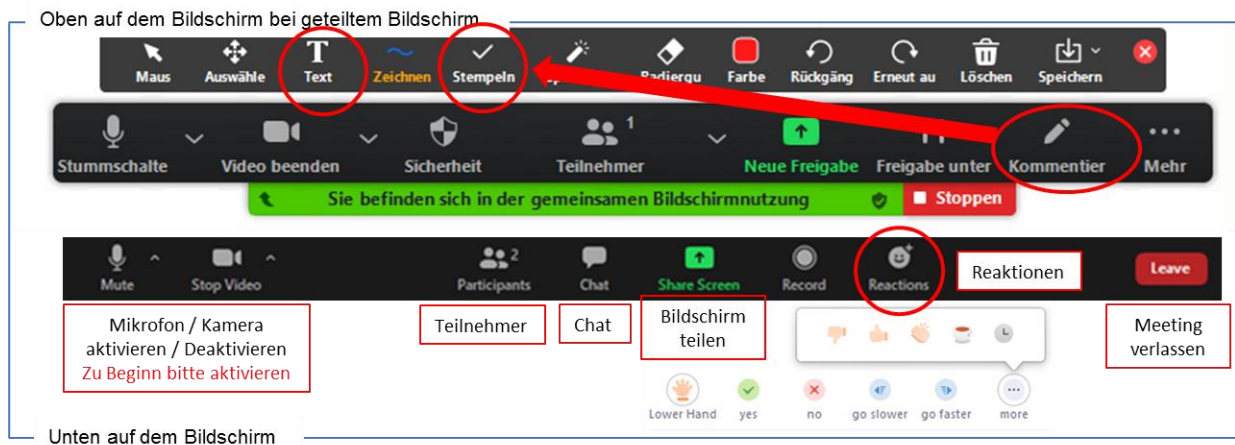 Oben auf dem Bildschirm bei geteiltem Bildschirm
Maus Auswähle Text Zeichnen Stempeln Radiergu Farbe Rückgäng Erneut au Löschen Speichern
1
Stummschalte Video beenden Sicherheit Teilnehmer Neue Freigabe Freigabe unter Kommentier Mehr
Sie befinden sich in der gemeinsamen Bildschirmnutzung Stoppen
2
Mute Stop Video Participants Chat Share Screen Record Reactions Reaktionen Leave
Mikrofon / Kamera
aktivieren / Deaktivieren
Zu Beginn bitte aktivieren
Teilnehmer
Chat
Bildschirm
teilen
Meeting
verlassen
Lower Hand yes no go slower go faster more
Unten auf dem Bildschirm